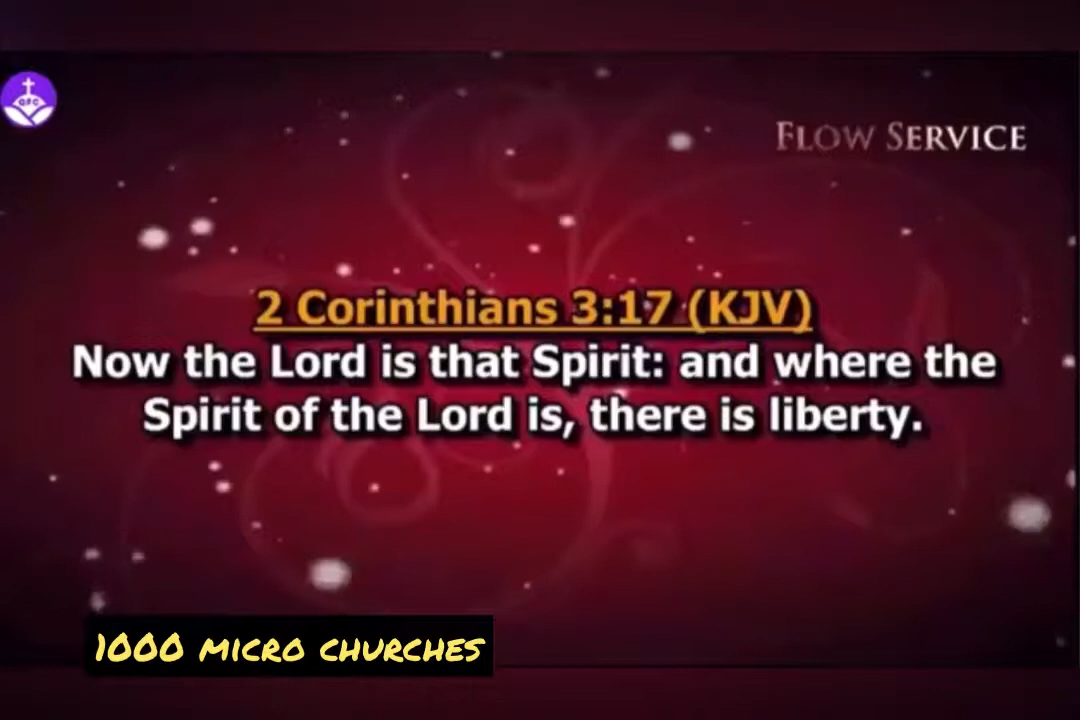 GFC
FLOW SERVICE
2 Corinthians 3:17 (KJV)
Now the Lord is that Spirit: and where the
Spirit of the Lord is, there is liberty.
1000 MICRO CHURCHES